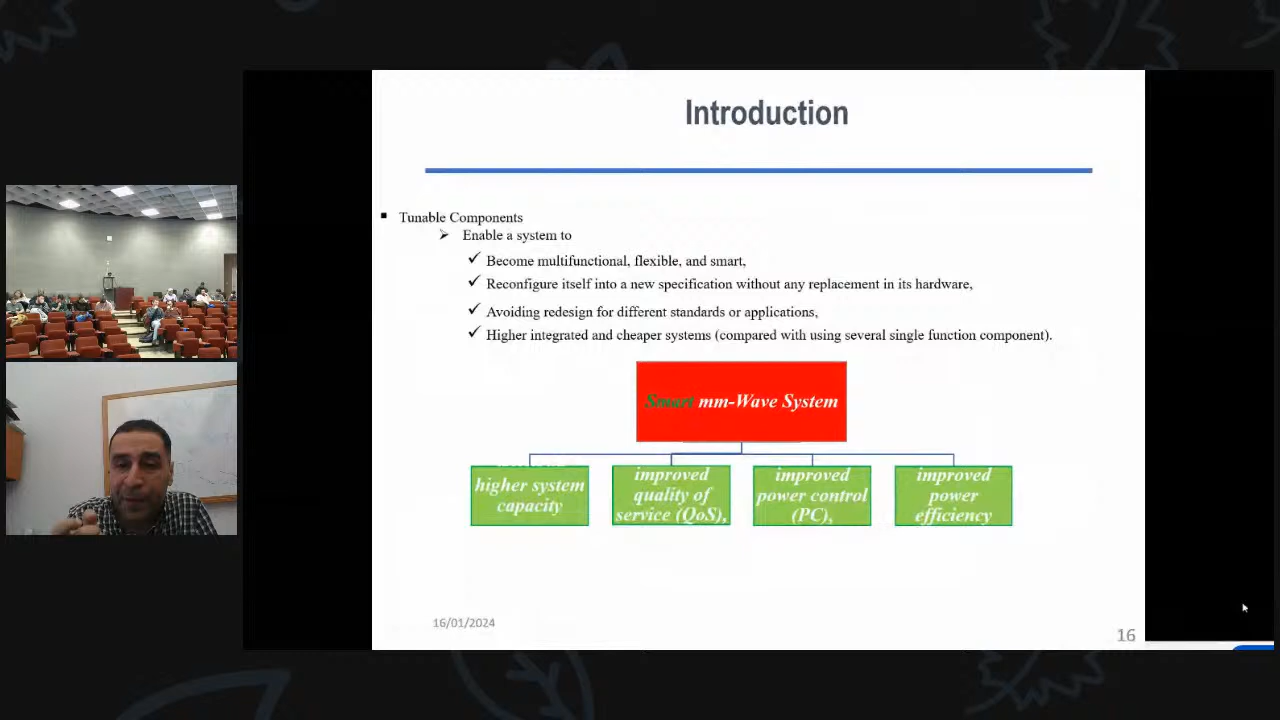 Introduction
▪ Tunable Components
➢ Enable a system to
✓ Become multifunctional, flexible, and smart,
✓ Reconfigure itself into a new specification without any replacement in its hardware,
✓ Avoiding redesign for different standards or applications,
✓ Higher integrated and cheaper systems (compared with using several single function component).
Smart mm-Wave System
higher system
capacity
improved
quality of
service (QoS),
improved
power control
(PC),
improved
power
efficiency
16/01/2024
16